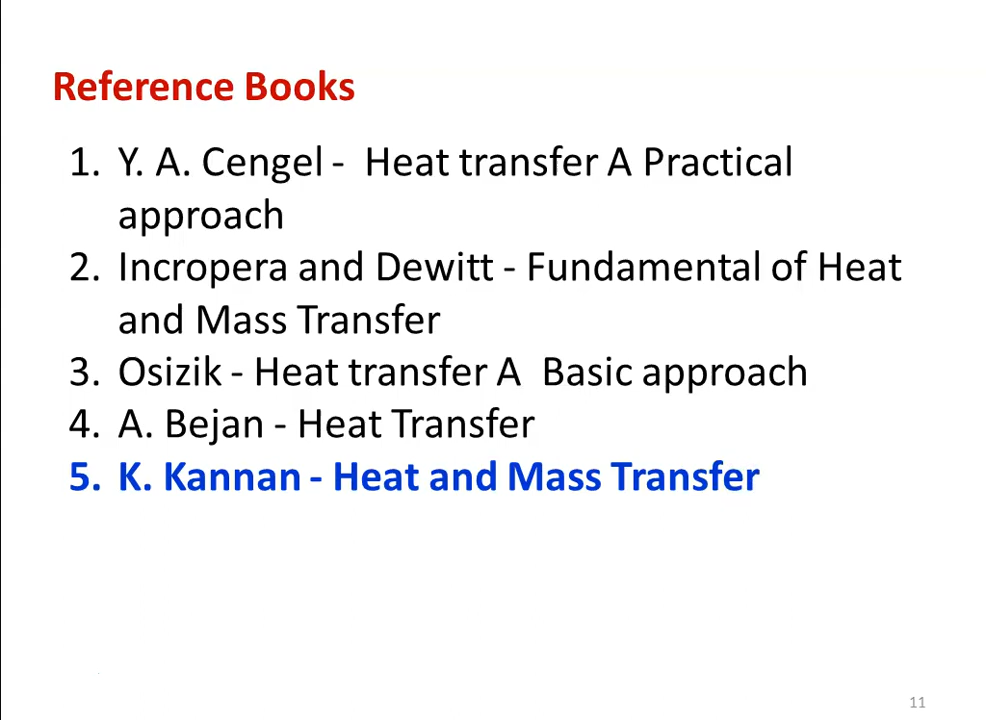 Reference Books
1. Y. A. Cengel - Heat transfer A Practical
approach
2. Incropera and Dewitt - Fundamental of Heat
and Mass Transfer
3. Osizik - Heat transfer A Basic approach
4. A. Bejan - Heat Transfer
5. K. Kannan - Heat and Mass Transfer
11